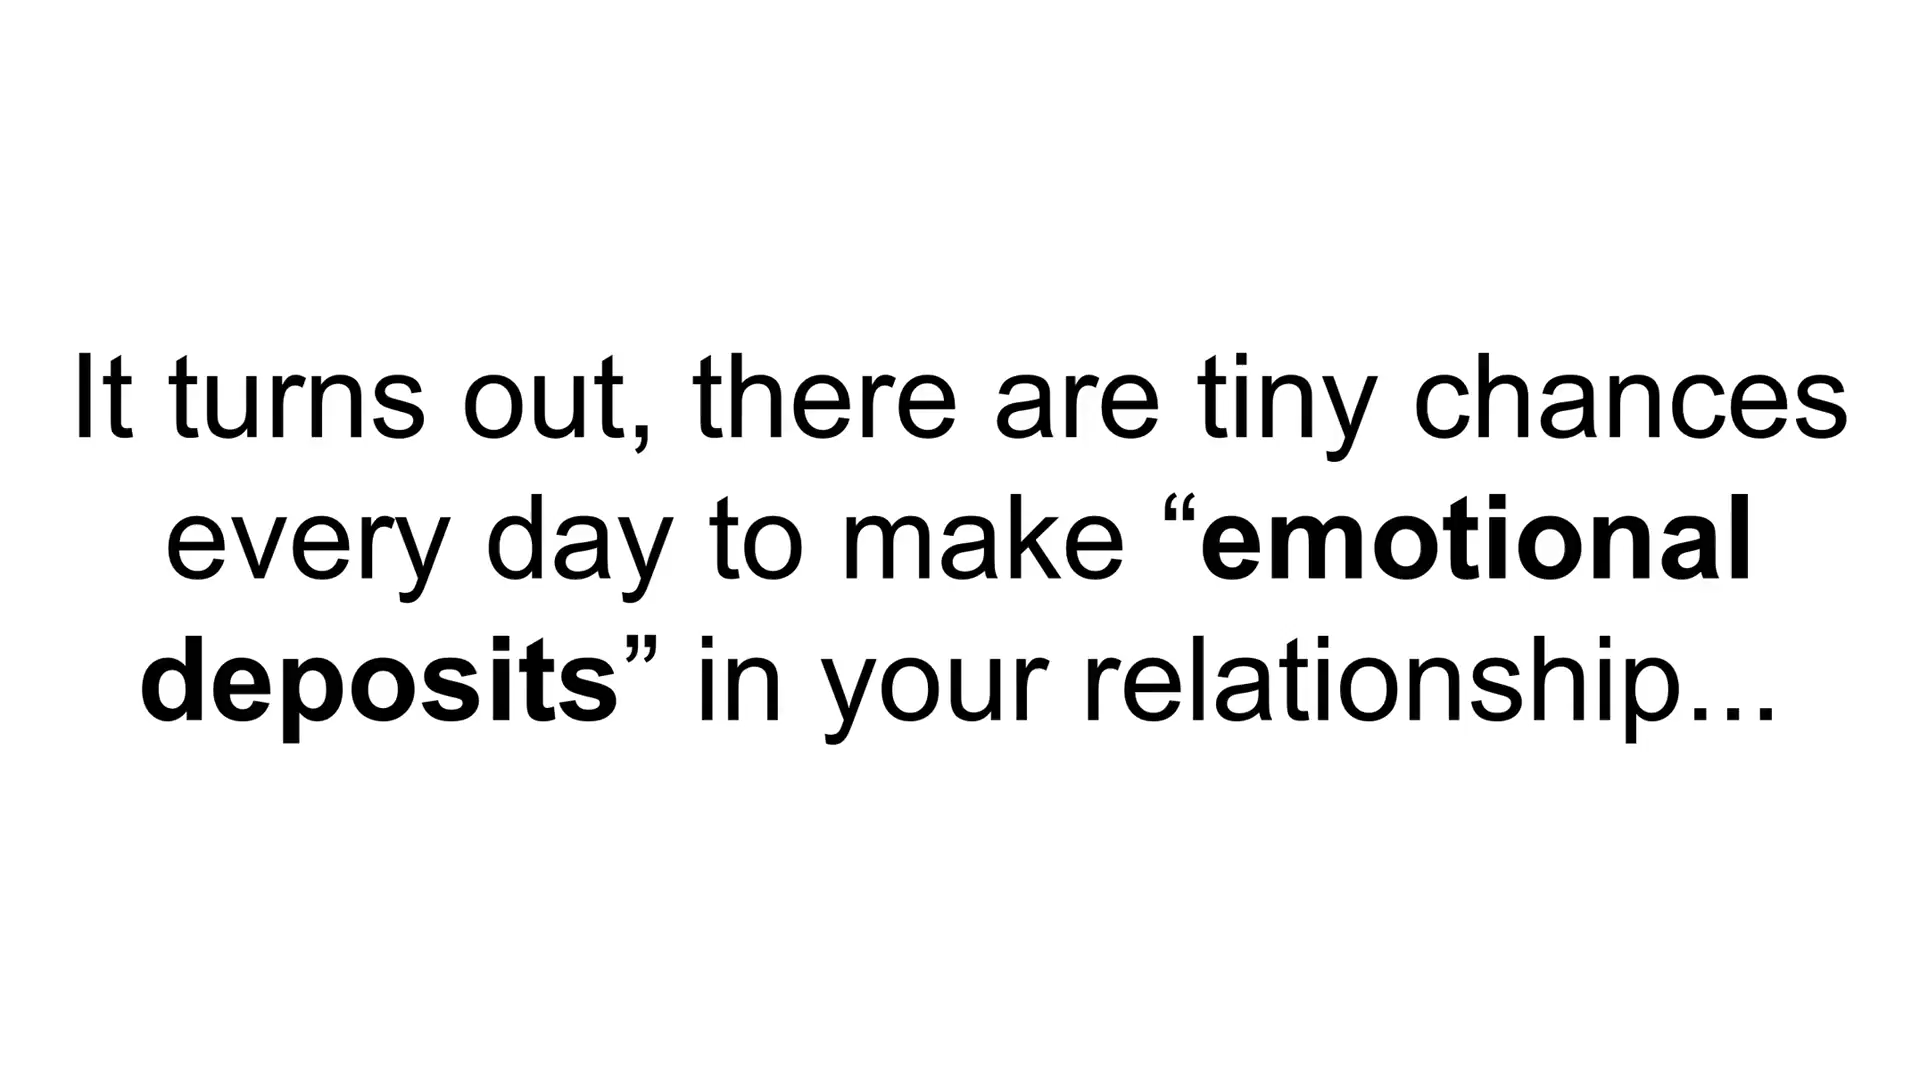 It turns out, there are tiny chances
every day to make “emotional
deposits” in your relationship...